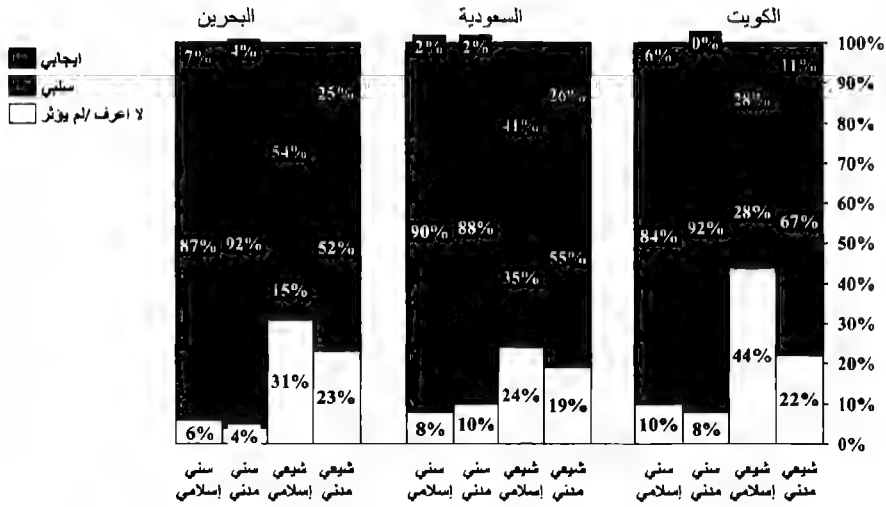 الكويت
السعودية
البحرين
ايجابي
سلبي
لا اعرف /لم يؤثر
100%
90%
80%
70%
60%
50%
40%
30%
20%
10%
0%
11% 28% 0% 6%
67% 28% 92% 84%
22% 44% 8% 10%
شيعي مدني
شيعي إسلامي
سني مدني
سني إسلامي
26% 41% 2% 2%
55% 35% 88% 90%
19% 24% 10% 8%
شيعي مدني
شيعي إسلامي
سني مدني
سني إسلامي
25% 54% 4% 7%
52% 15% 92% 87%
23% 31% 4% 6%
شيعي مدني
شيعي إسلامي
سني مدني
سني إسلامي